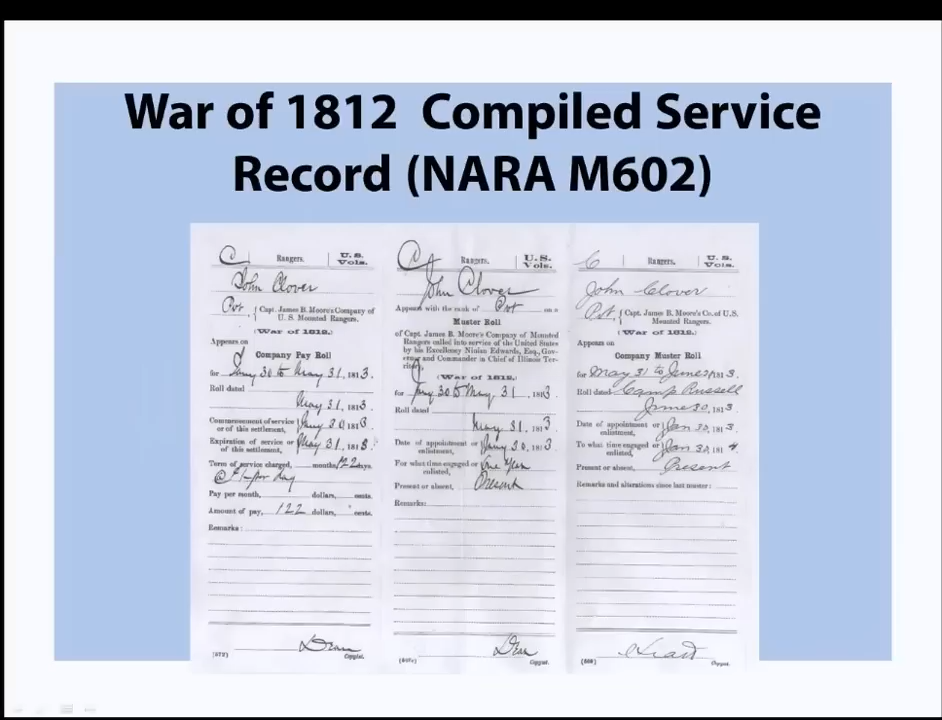 War of 1812 Compiled Service
Record (NARA M602)
C
Rangers.
U. S.
Vols.
John Clover
Pvt, { Capt. James B. Moore's Company of
U. S. Mounted Rangers.
(War of 1812.)
Appears on
Company Pay Roll
for Jany 30 to May 31, 1813.
Roll dated
May 31, 1813.
Commencement of service
or of this settlement, } Jany 30, 1813.
Expiration of service or
of this settlement, } May 31, 1813.
Term of service charged, months, 122 days.
per day
Pay per month, dollars, cents.
Amount of pay, 122 dollars, cents.
Remarks:
Dean
Copyist.
C
Rangers.
U. S.
Vols.
John Clover
Appears with the rank of Pvt on a
Muster Roll
of Capt. James B. Moore's Company of Mounted
Rangers called into service of the United States
by his Excellency Ninian Edwards, Esq., Gov-
ernor and Commander in Chief of Illinois Ter-
ritory,
(War of 1812,)
for Jany 30 to May 31, 1813.
Roll dated
May 31, 1813
Date of appointment or
enlistment, } Jany 30, 1813
For what time engaged or
enlisted, } One Year
Present or absent, Present
Remarks:
Dean
Copyist.
C
Rangers.
U. S.
Vols.
John Clover
Pvt, { Capt. James B. Moore's Co. of U.S.
Mounted Rangers.
(War of 1812.)
Appears on
Company Muster Roll
for May 31 to June 1813.
Roll dated Camp Russell
June 30, 1813.
Date of appointment or
enlistment, } Jan 30, 1813.
To what time engaged or
enlisted, } Jan 30, 1814
Present or absent, Present
Remarks and alterations since last muster:
Copyist.